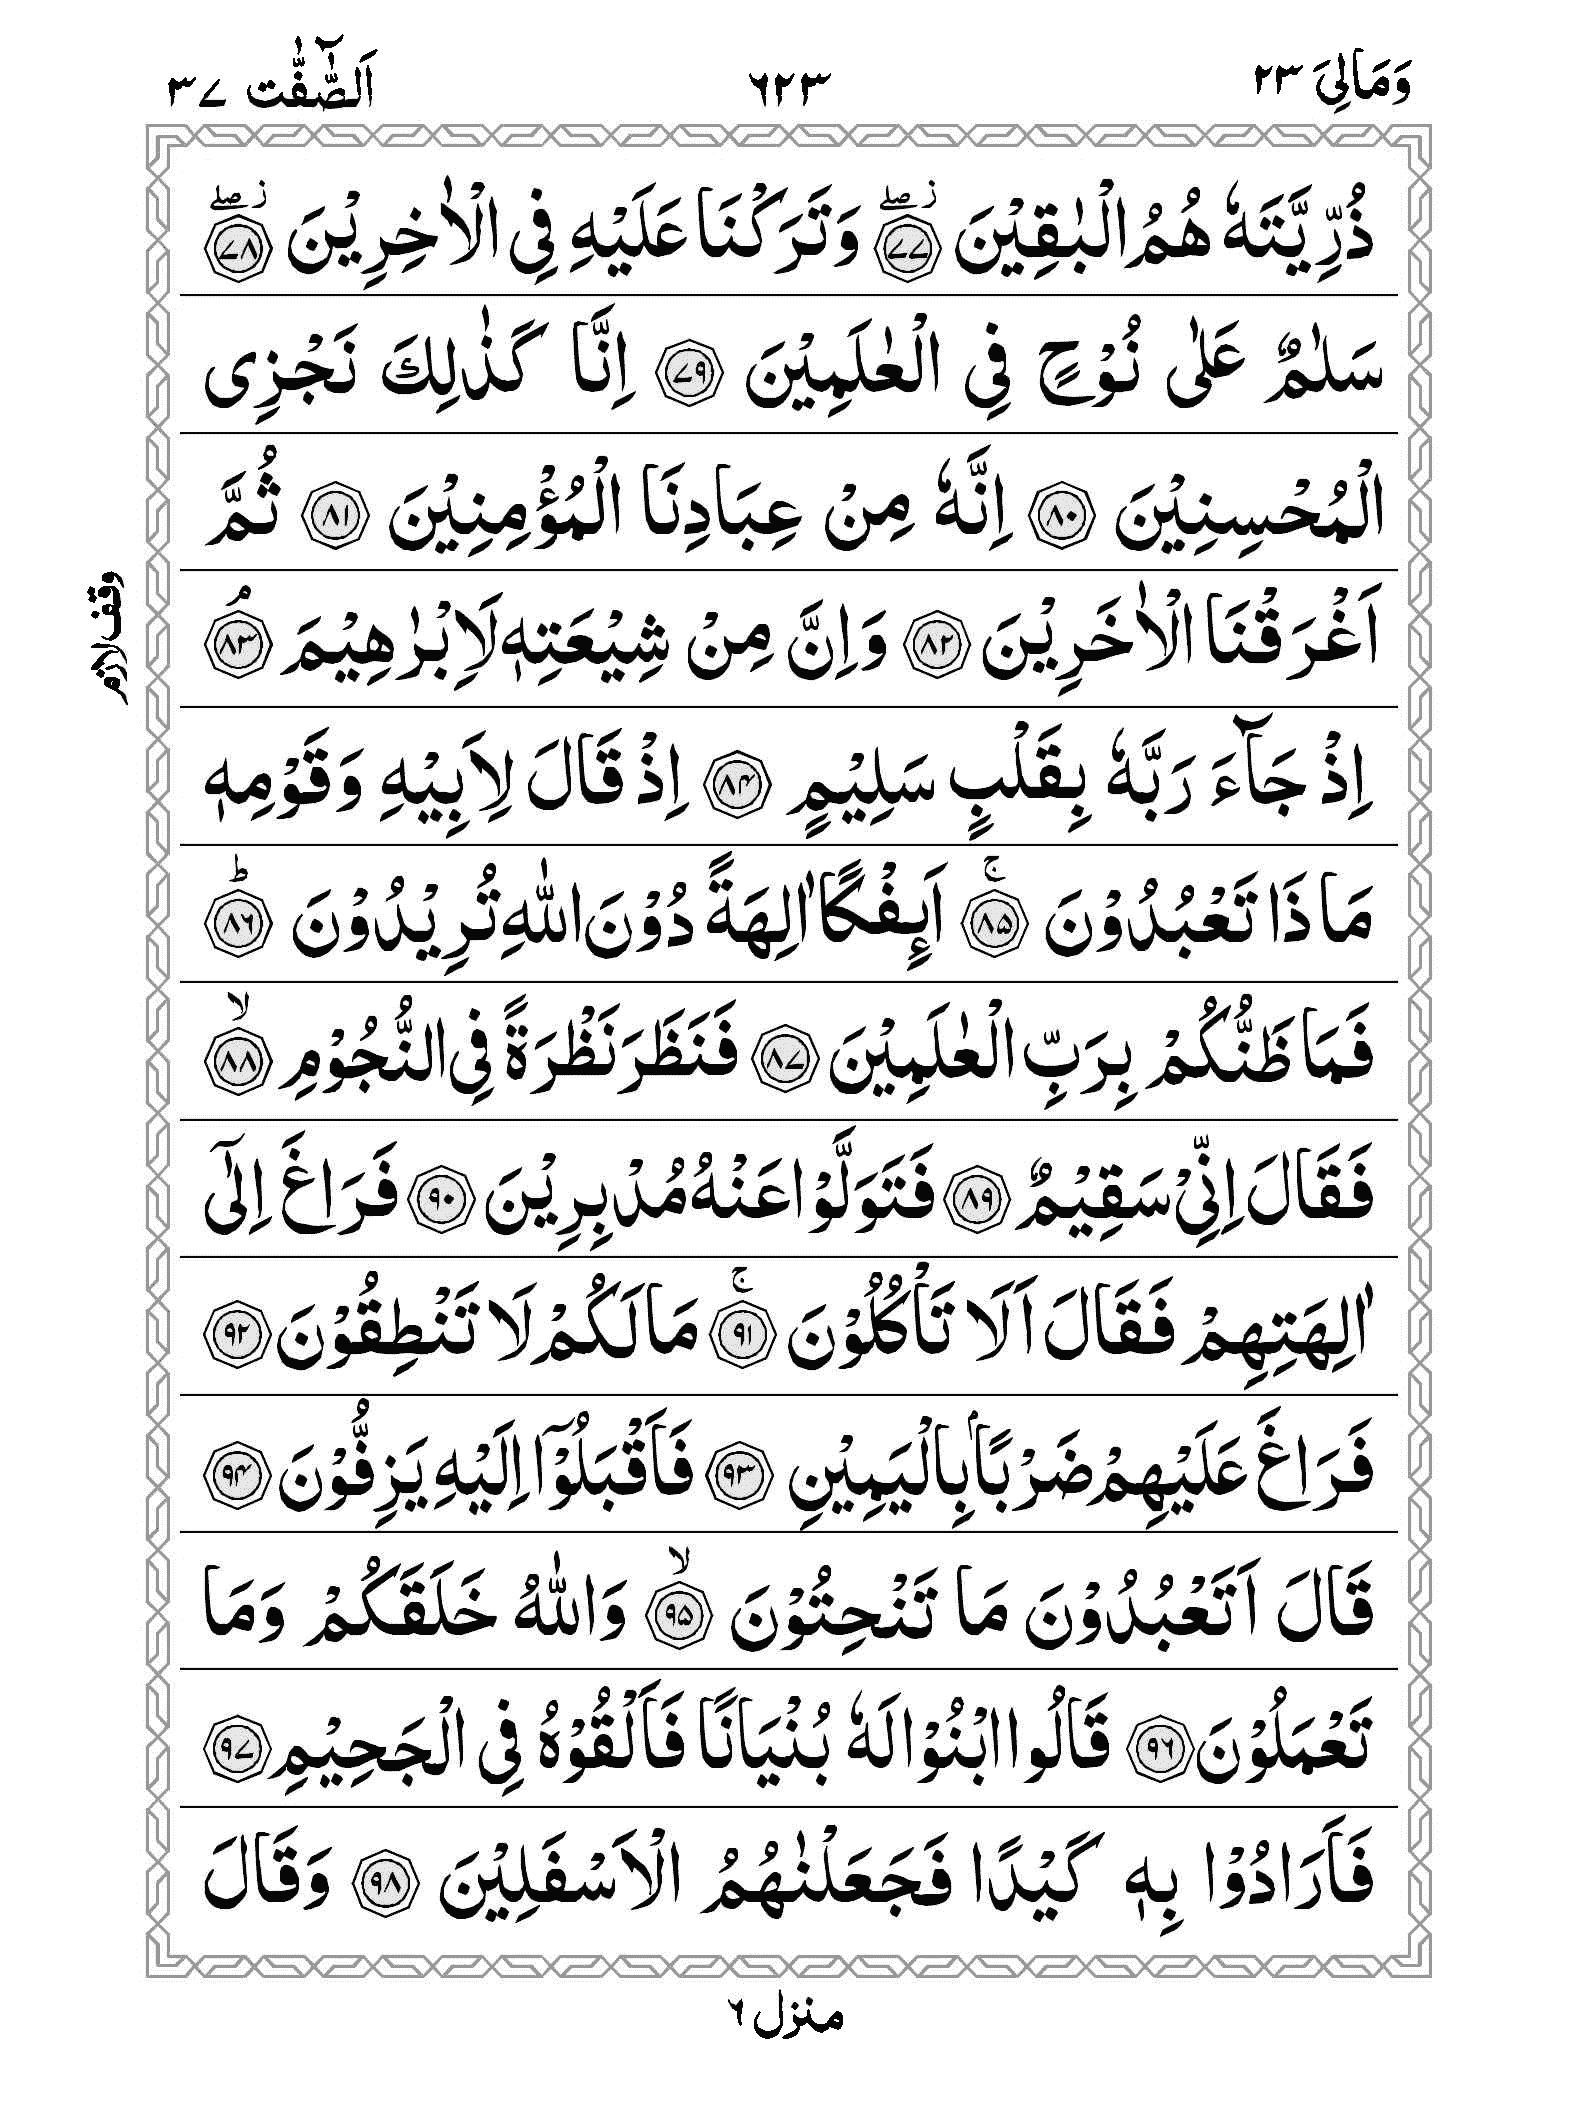 وَمَالِیَ ٢٣ ٦٢٣ اَلصّٰٓفّٰت ٣٧
ذُرِّیَّتَهٗ هُمُ الْبٰقِیْنَ ﴿٧٧﴾ز صلے وَتَرَكْنَا عَلَیْهِ فِی الْاٰخِرِیْنَ ﴿٧٨﴾ز صلے
سَلٰمٌ عَلٰی نُوْحٍ فِی الْعٰلَمِیْنَ ﴿٧٩﴾ اِنَّا كَذٰلِكَ نَجْزِی
الْمُحْسِنِیْنَ ﴿٨٠﴾ اِنَّهٗ مِنْ عِبَادِنَا الْمُؤْمِنِیْنَ ﴿٨١﴾ ثُمَّ
اَغْرَقْنَا الْاٰخَرِیْنَ ﴿٨٢﴾ وَاِنَّ مِنْ شِیْعَتِهٖ لَاِبْرٰهِیْمَ ﴿٨٣﴾ۘ
وقف لازم
اِذْ جَآءَ رَبَّهٗ بِقَلْبٍ سَلِیْمٍ ﴿٨٤﴾ اِذْ قَالَ لِاَبِیْهِ وَقَوْمِهٖ
مَاذَا تَعْبُدُوْنَ ﴿٨٥﴾ۚ اَىِٕفْكًا اٰلِهَةً دُوْنَ اللّٰهِ تُرِیْدُوْنَ ﴿٨٦﴾ؕ
فَمَا ظَنُّكُمْ بِرَبِّ الْعٰلَمِیْنَ ﴿٨٧﴾ فَنَظَرَ نَظْرَةً فِی النُّجُوْمِ ﴿٨٨﴾ۙ
فَقَالَ اِنِّیْ سَقِیْمٌ ﴿٨٩﴾ فَتَوَلَّوْا عَنْهُ مُدْبِرِیْنَ ﴿٩٠﴾ فَرَاغَ اِلٰۤی
اٰلِهَتِهِمْ فَقَالَ اَلَا تَاْكُلُوْنَ ﴿٩١﴾ۚ مَا لَكُمْ لَا تَنْطِقُوْنَ ﴿٩٢﴾
فَرَاغَ عَلَیْهِمْ ضَرْبًۢا بِالْیَمِیْنِ ﴿٩٣﴾ فَاَقْبَلُوْۤا اِلَیْهِ یَزِفُّوْنَ ﴿٩٤﴾
قَالَ اَتَعْبُدُوْنَ مَا تَنْحِتُوْنَ ﴿٩٥﴾ۙ وَاللّٰهُ خَلَقَكُمْ وَمَا
تَعْمَلُوْنَ ﴿٩٦﴾ قَالُوا ابْنُوْا لَهٗ بُنْیَانًا فَاَلْقُوْهُ فِی الْجَحِیْمِ ﴿٩٧﴾
فَاَرَادُوْا بِهٖ كَیْدًا فَجَعَلْنٰهُمُ الْاَسْفَلِیْنَ ﴿٩٨﴾ وَقَالَ
منزل ٦